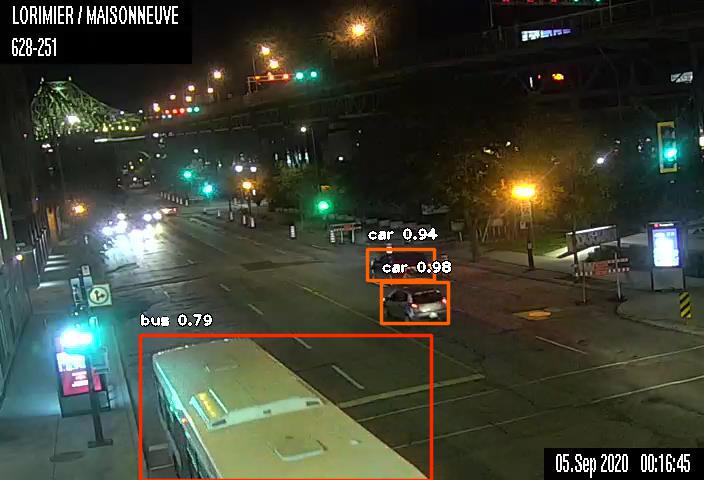 LORIMIER / MAISONNEUVE
628-251
car 0.94
car 0.98
bus 0.79
05.Sep 2020 00:16:45